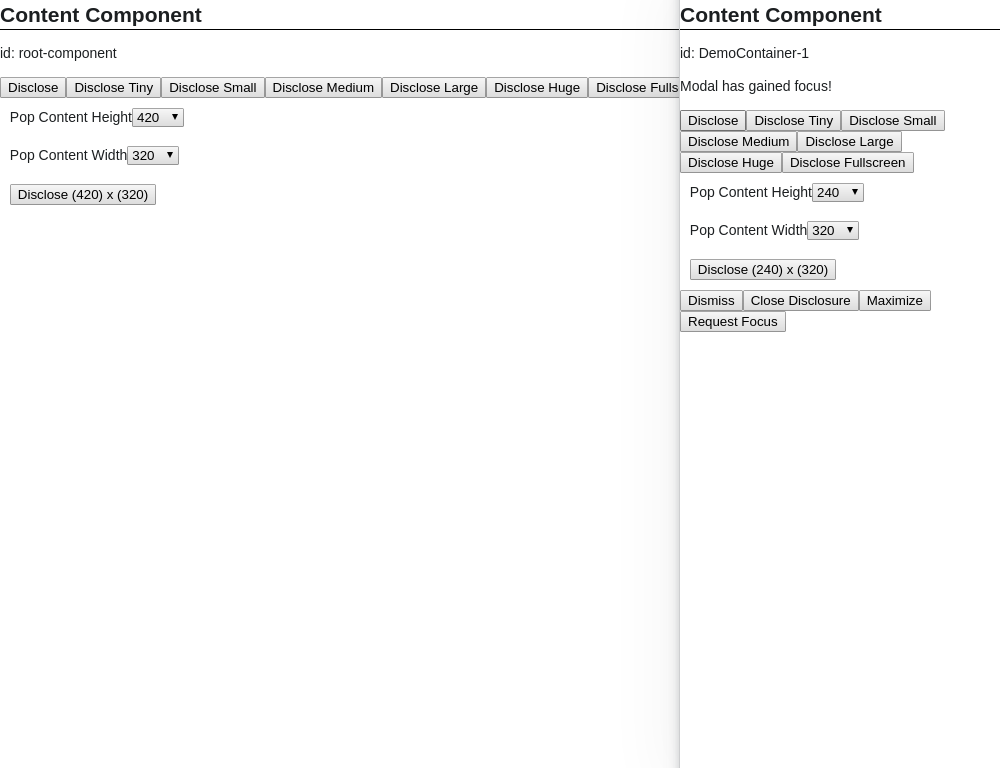 Content Component
id: root-component
Disclose Disclose Tiny Disclose Small Disclose Medium Disclose Large Disclose Huge Disclose Fulls
Pop Content Height 420
Pop Content Width 320
Disclose (420) x (320)
Content Component
id: DemoContainer-1
Modal has gained focus!
Disclose Disclose Tiny Disclose Small
Disclose Medium Disclose Large
Disclose Huge Disclose Fullscreen
Pop Content Height 240
Pop Content Width 320
Disclose (240) x (320)
Dismiss Close Disclosure Maximize
Request Focus